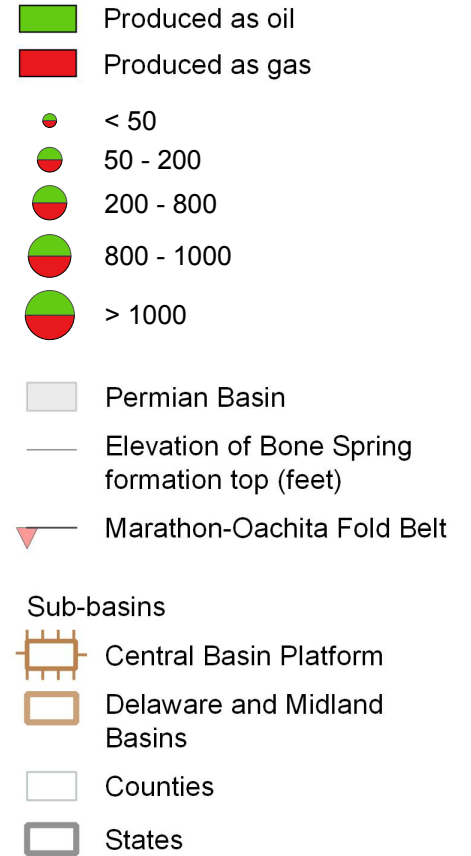 Produced as oil
Produced as gas
< 50
50 - 200
200 - 800
800 - 1000
> 1000
Permian Basin
Elevation of Bone Spring
formation top (feet)
Marathon-Oachita Fold Belt
Sub-basins
Central Basin Platform
Delaware and Midland
Basins
Counties
States